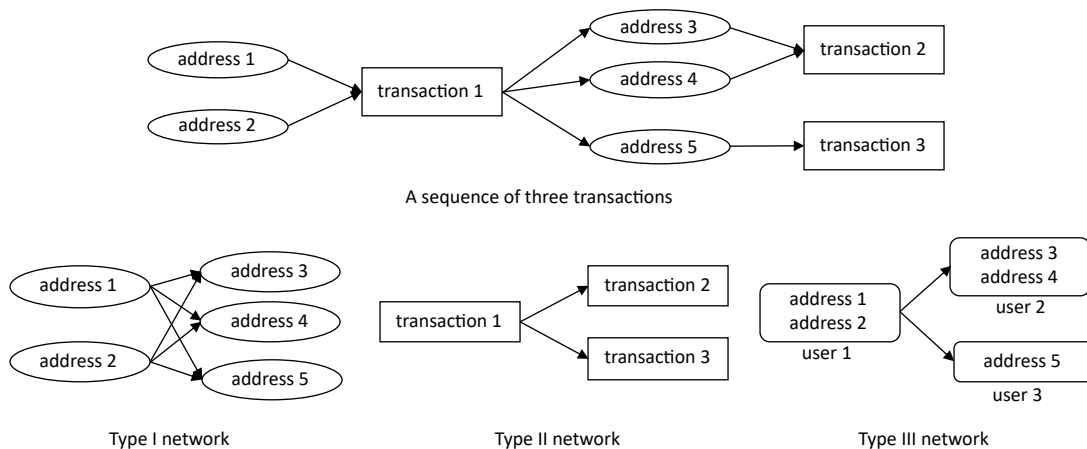 address 1
address 2
transaction 1
address 3
address 4
address 5
transaction 2
transaction 3
A sequence of three transactions
address 1
address 2
address 3
address 4
address 5
Type I network
transaction 1
transaction 2
transaction 3
Type II network
address 1
address 2
user 1
address 3
address 4
user 2
address 5
user 3
Type III network